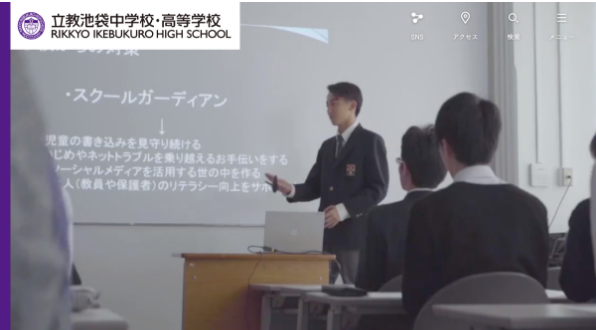 立教池袋中学校・高等学校
RIKKYO IKEBUKURO HIGH SCHOOL
SNS
アクセス
検索
メニュー
の対策
・スクールガーディアン
↓
児童の書き込みを見守り続ける
じめやネットトラブルを乗り越えるお手伝いをする
ーシャルメディアを活用する世の中を作る
人(教員や保護者)のリテラシー向上をサポ